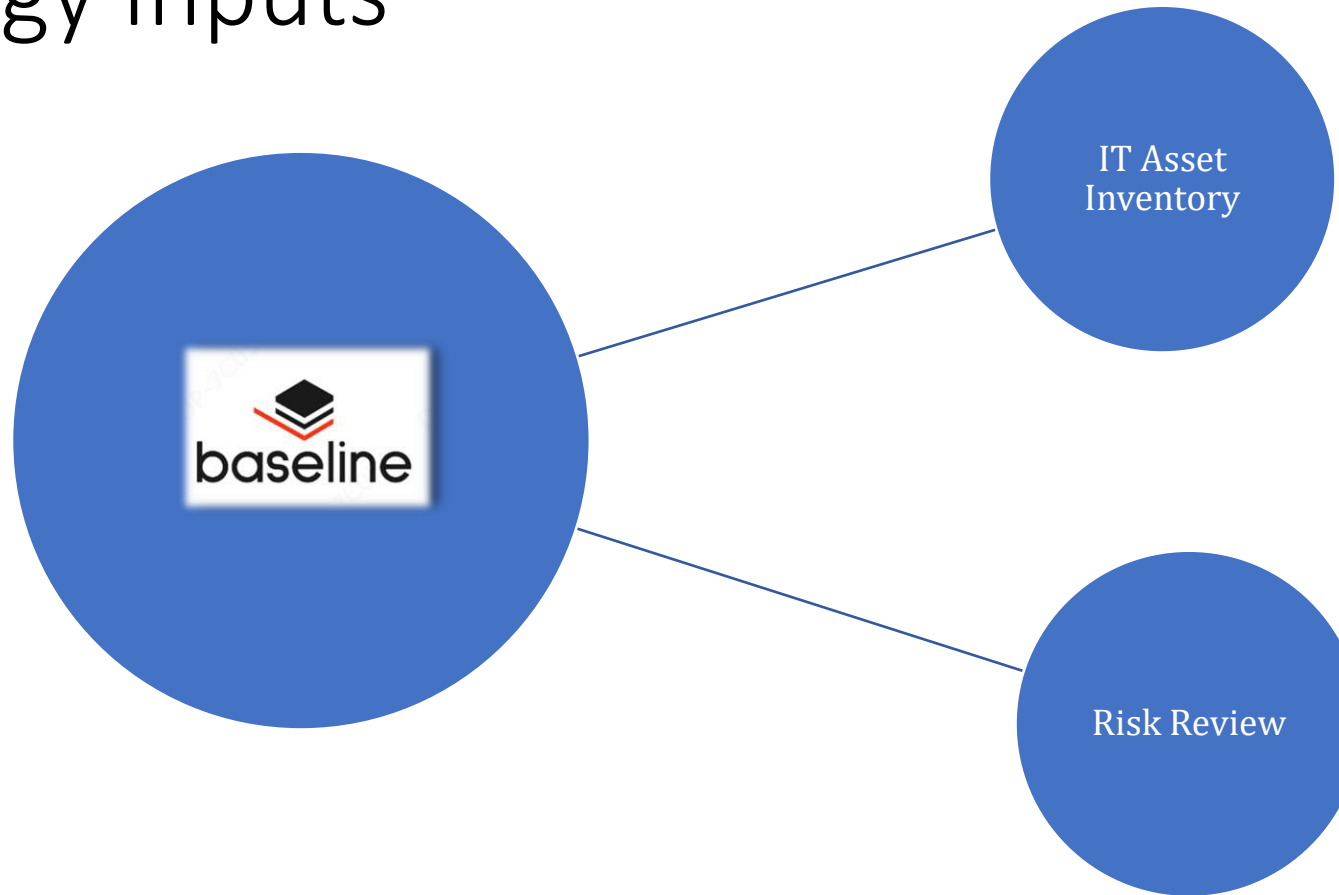 gy inputs
IT Asset
Inventory
baseline
Risk Review